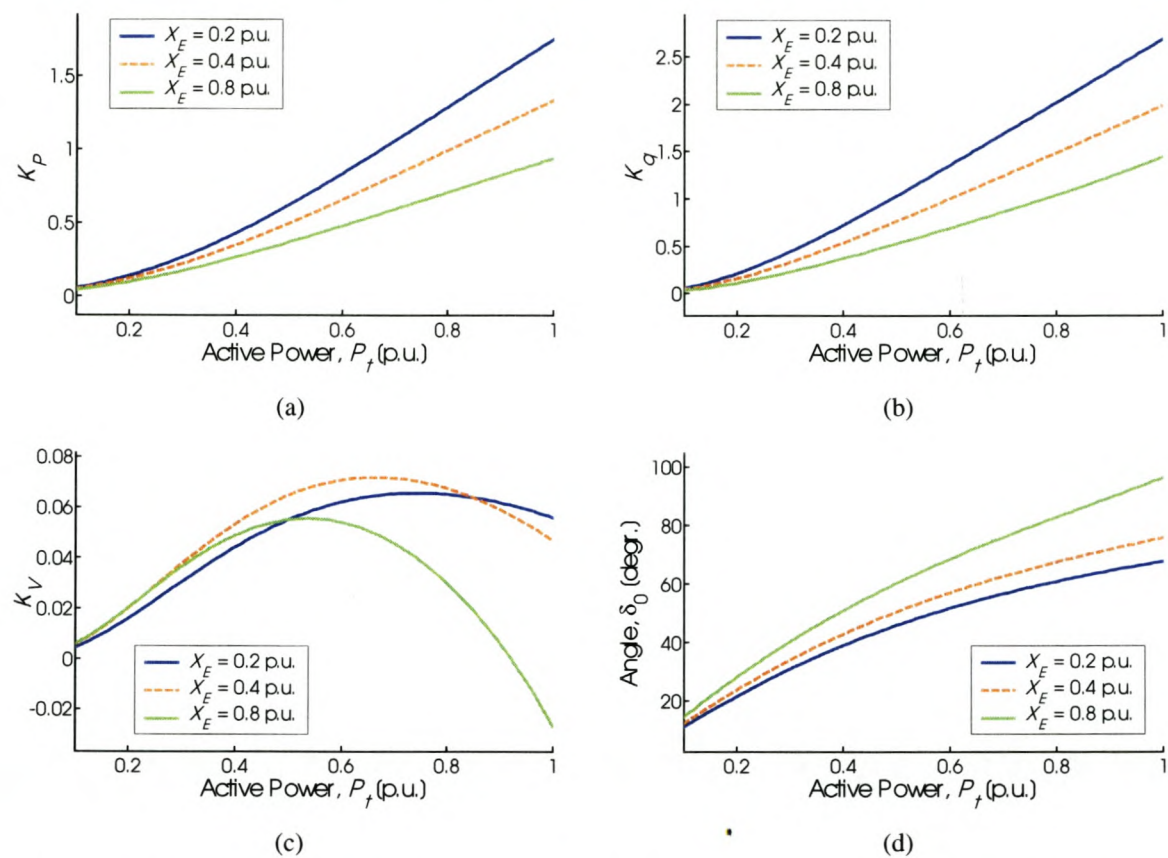 X_E = 0.2 p.u.
X_E = 0.4 p.u.
X_E = 0.8 p.u.
1.5
1
0.5
0
K_P
0.2 0.4 0.6 0.8 1
Active Power, P_t (p.u.)
(a)
X_E = 0.2 p.u.
X_E = 0.4 p.u.
X_E = 0.8 p.u.
2.5
2
1.5
1
0.5
0
K_q
0.2 0.4 0.6 0.8 1
Active Power, P_t (p.u.)
(b)
0.08
0.06
0.04
0.02
0
-0.02
K_V
X_E = 0.2 p.u.
X_E = 0.4 p.u.
X_E = 0.8 p.u.
0.2 0.4 0.6 0.8 1
Active Power, P_t (p.u.)
(c)
100
80
60
40
20
Angle, δ_0 (degr.)
X_E = 0.2 p.u.
X_E = 0.4 p.u.
X_E = 0.8 p.u.
0.2 0.4 0.6 0.8 1
Active Power, P_t (p.u.)
(d)